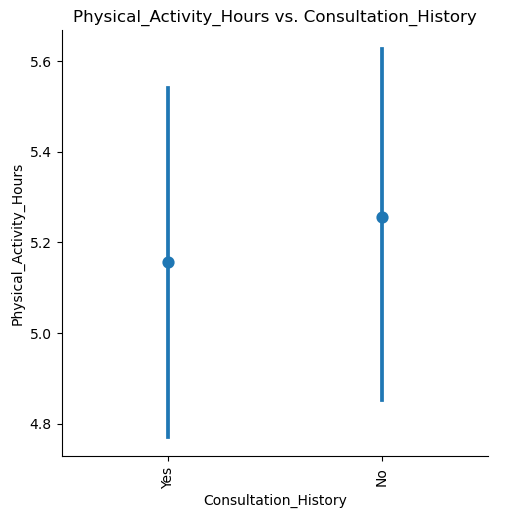 Physical_Activity_Hours vs. Consultation_History
5.6
5.4
5.2
5.0
4.8
Physical_Activity_Hours
Yes
No
Consultation_History